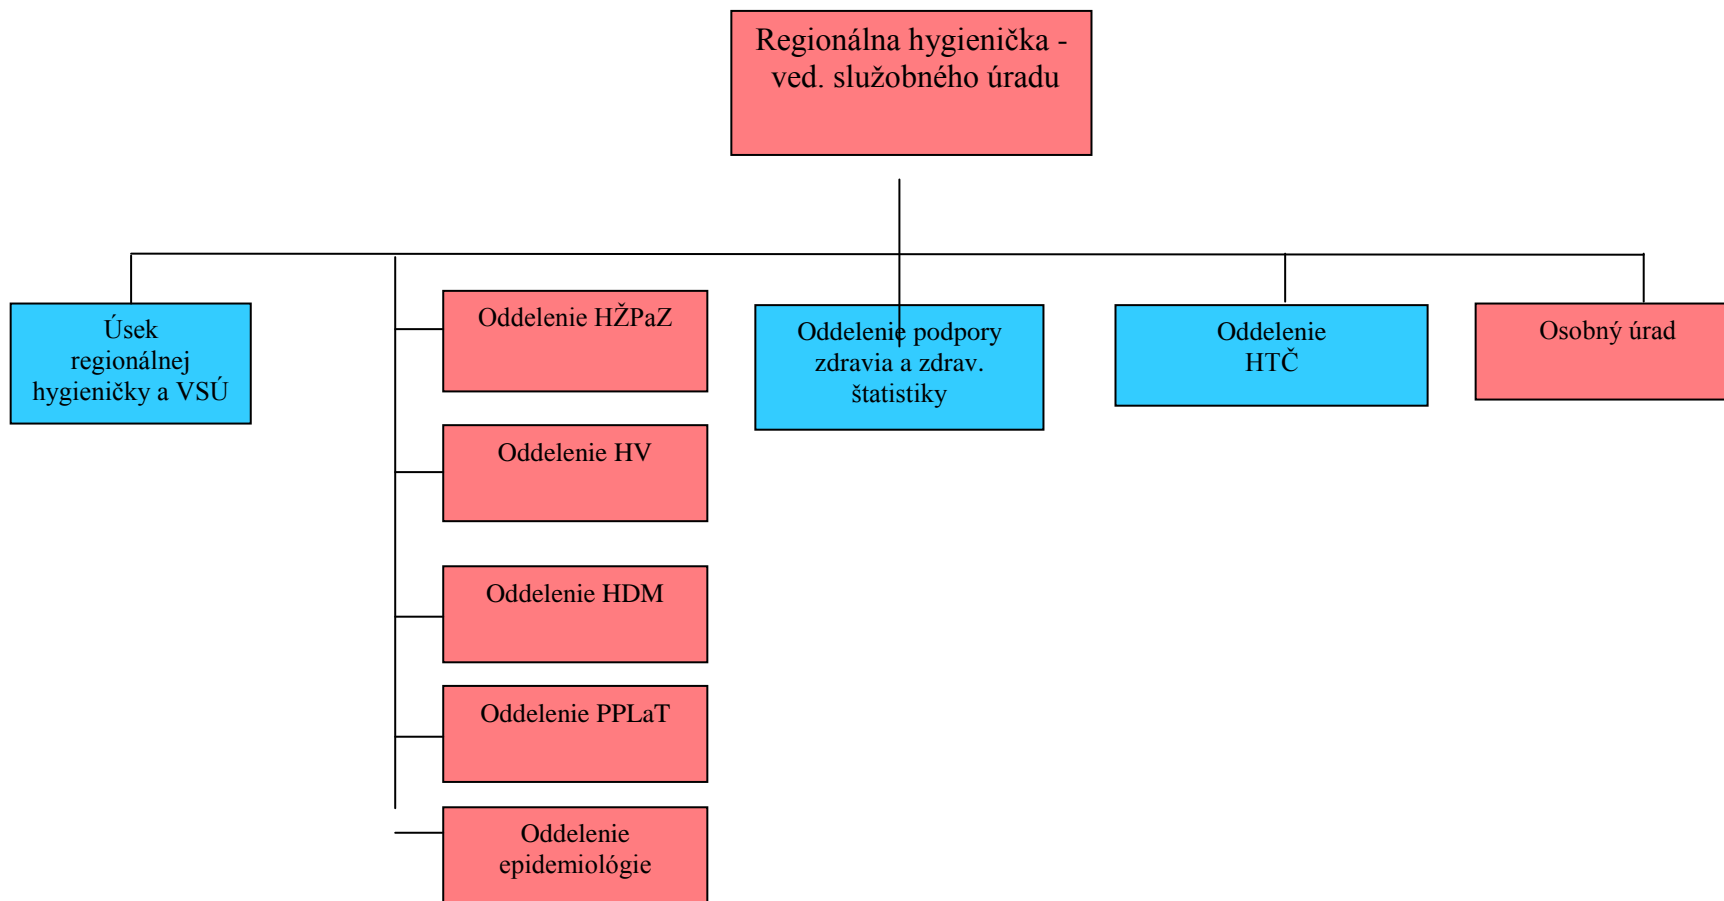 Regionálna hygienička -
ved. služobného úradu
Úsek
regionálnej
hygieničky a VSÚ
Oddelenie HŽPaZ
Oddelenie HV
Oddelenie HDM
Oddelenie PPLaT
Oddelenie
epidemiológie
Oddelenie podpory
zdravia a zdrav.
štatistiky
Oddelenie
HTČ
Osobný úrad